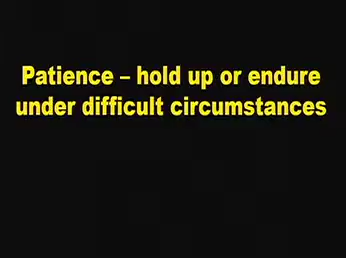 Patience – hold up or endure
under difficult circumstances